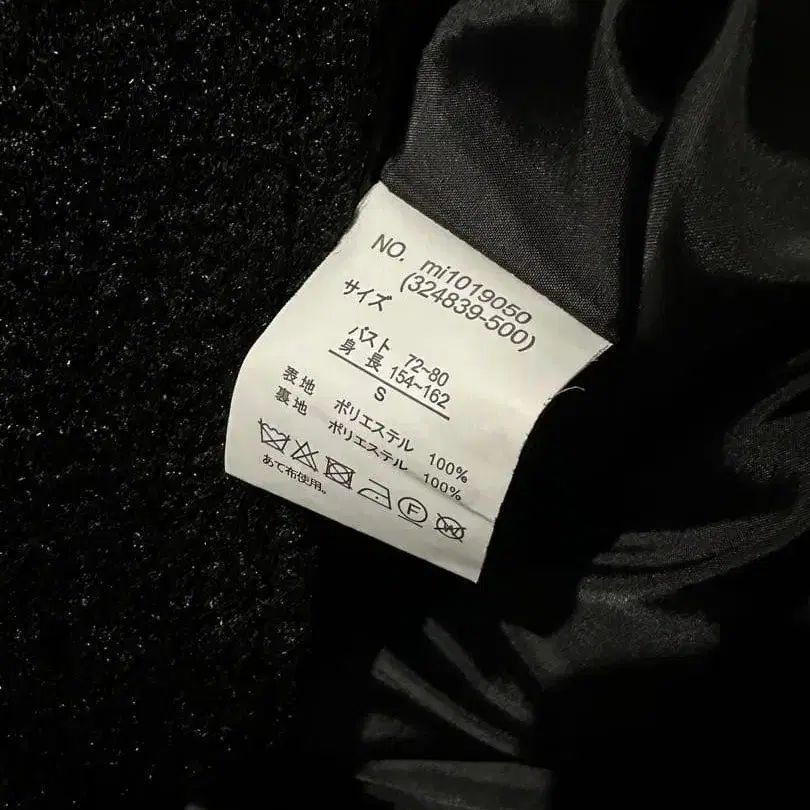 NO. mi1019050
(324839-500)
サイズ
バスト 72~80
身長 154~162
S
表地 ポリエステル 100%
裏地 ポリエステル 100%
F W
あて布使用。